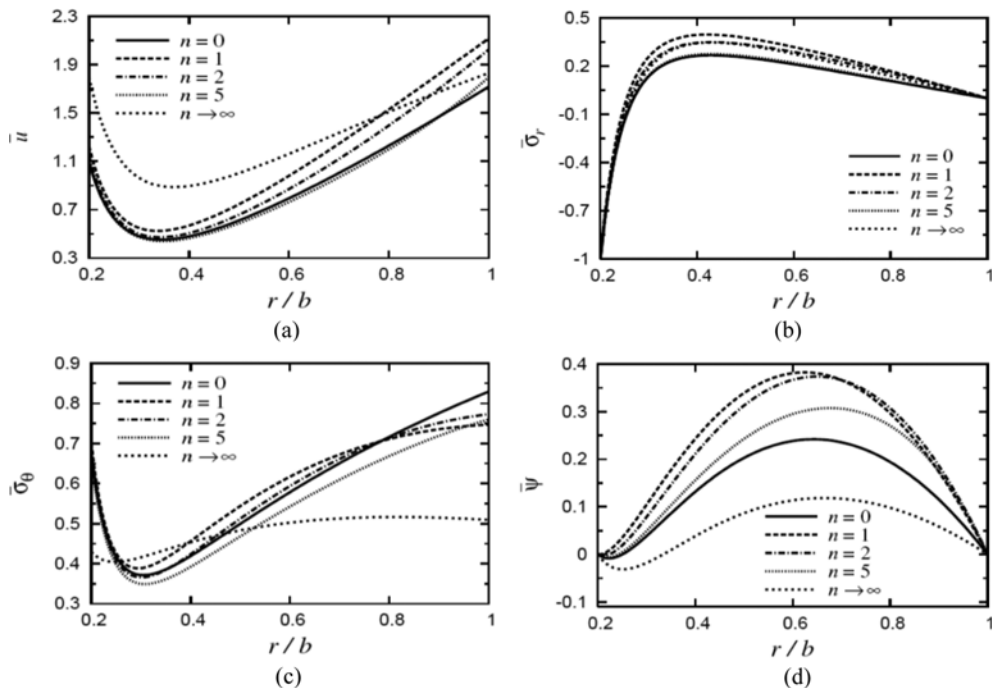 2.3
1.9
1.5
1.1
0.7
0.3
ū
n = 0
n = 1
n = 2
n = 5
n → ∞
0.2 0.4 0.6 0.8 1
r / b
(a)
0.5
0.2
-0.1
-0.4
-0.7
-1
σ̄r
n = 0
n = 1
n = 2
n = 5
n → ∞
0.2 0.4 0.6 0.8 1
r / b
(b)
0.9
0.8
0.7
0.6
0.5
0.4
0.3
σ̄θ
n = 0
n = 1
n = 2
n = 5
n → ∞
0.2 0.4 0.6 0.8 1
r / b
(c)
0.4
0.3
0.2
0.1
0
-0.1
ψ̄
n = 0
n = 1
n = 2
n = 5
n → ∞
0.2 0.4 0.6 0.8 1
r / b
(d)